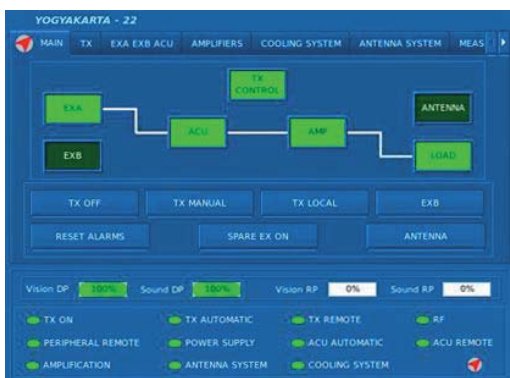 YOGYAKARTA - 22
MAIN TX EXA EXB ACU AMPLIFIERS COOLING SYSTEM ANTENNA SYSTEM MEAS
TX
CONTROL
EXA ANTENNA
ACU AMP
EXB LOAD
TX OFF TX MANUAL TX LOCAL EXB
RESET ALARMS SPARE EX ON ANTENNA
Vision DP 100% Sound DP 100% Vision RP 0% Sound RP 0%
TX ON TX AUTOMATIC TX REMOTE RF
PERIPHERAL REMOTE POWER SUPPLY ACU AUTOMATIC ACU REMOTE
AMPLIFICATION ANTENNA SYSTEM COOLING SYSTEM